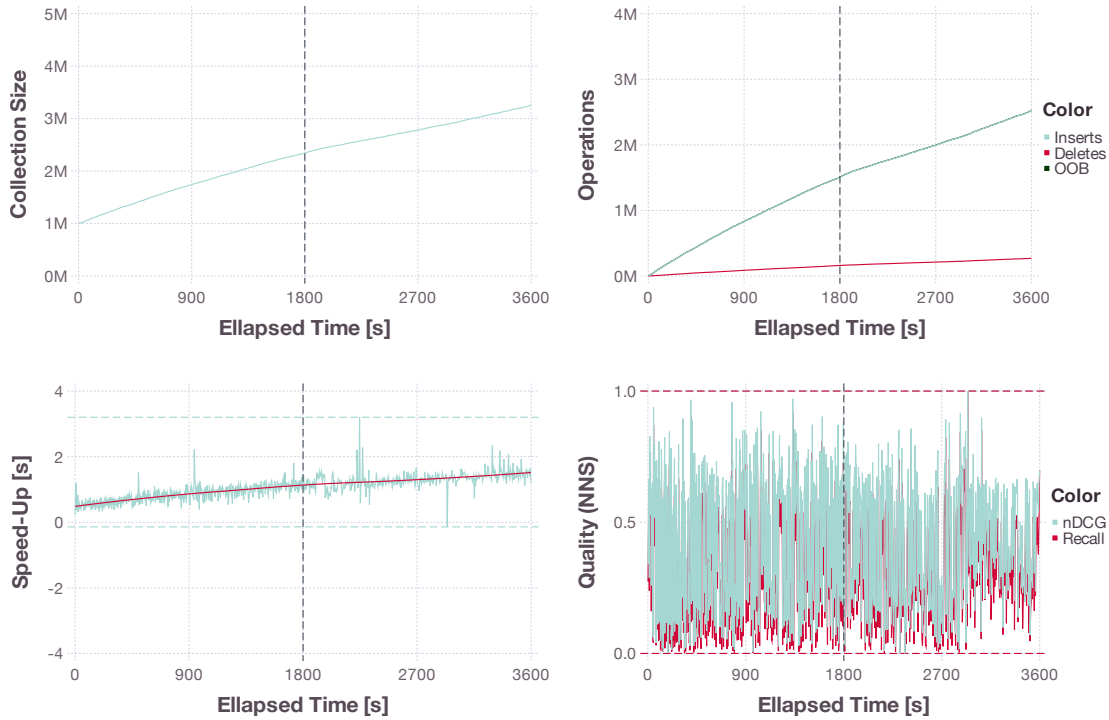 5M
4M
3M
2M
1M
0M
0
900
1800
2700
3600
Collection Size
Ellapsed Time [s]
4M
3M
2M
1M
0M
0
900
1800
2700
3600
Operations
Ellapsed Time [s]
Color
Inserts
Deletes
OOB
4
2
0
-2
-4
0
900
1800
2700
3600
Speed-Up [s]
Ellapsed Time [s]
1.0
0.5
0.0
0
900
1800
2700
3600
Quality (NNS)
Ellapsed Time [s]
Color
nDCG
Recall